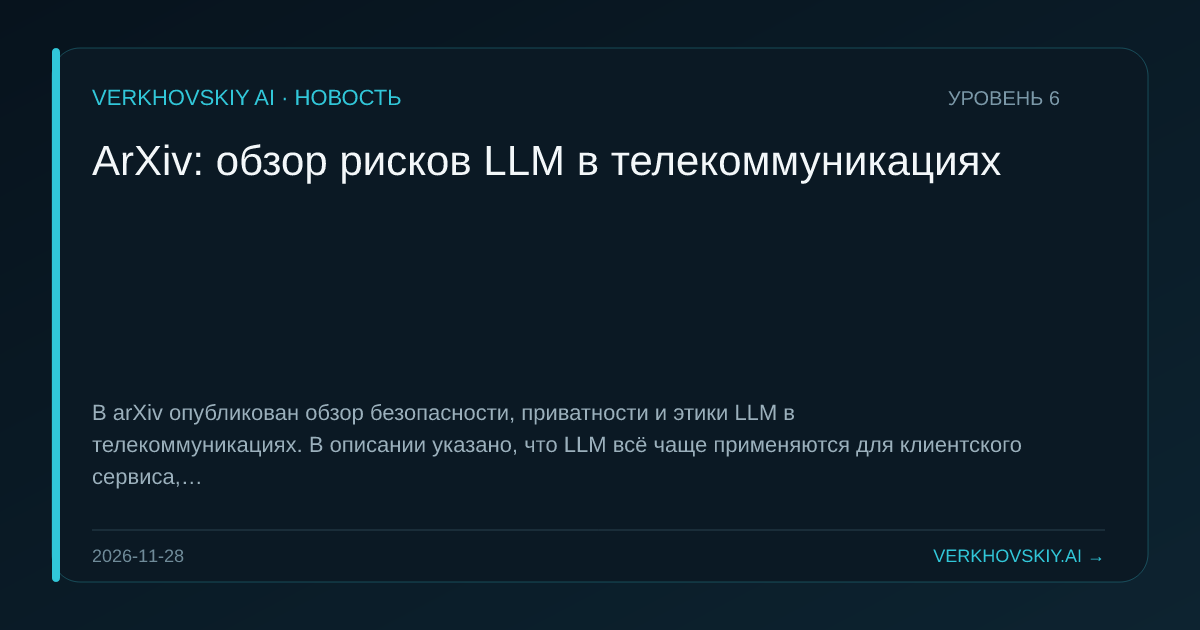 VERKHOVSKIY AI · НОВОСТЬ
УРОВЕНЬ 6
ArXiv: обзор рисков LLM в телекоммуникациях
В arXiv опубликован обзор безопасности, приватности и этики LLM в
телекоммуникациях. В описании указано, что LLM всё чаще применяются для клиентского
сервиса,…
2026-11-28
VERKHOVSKIY.AI →